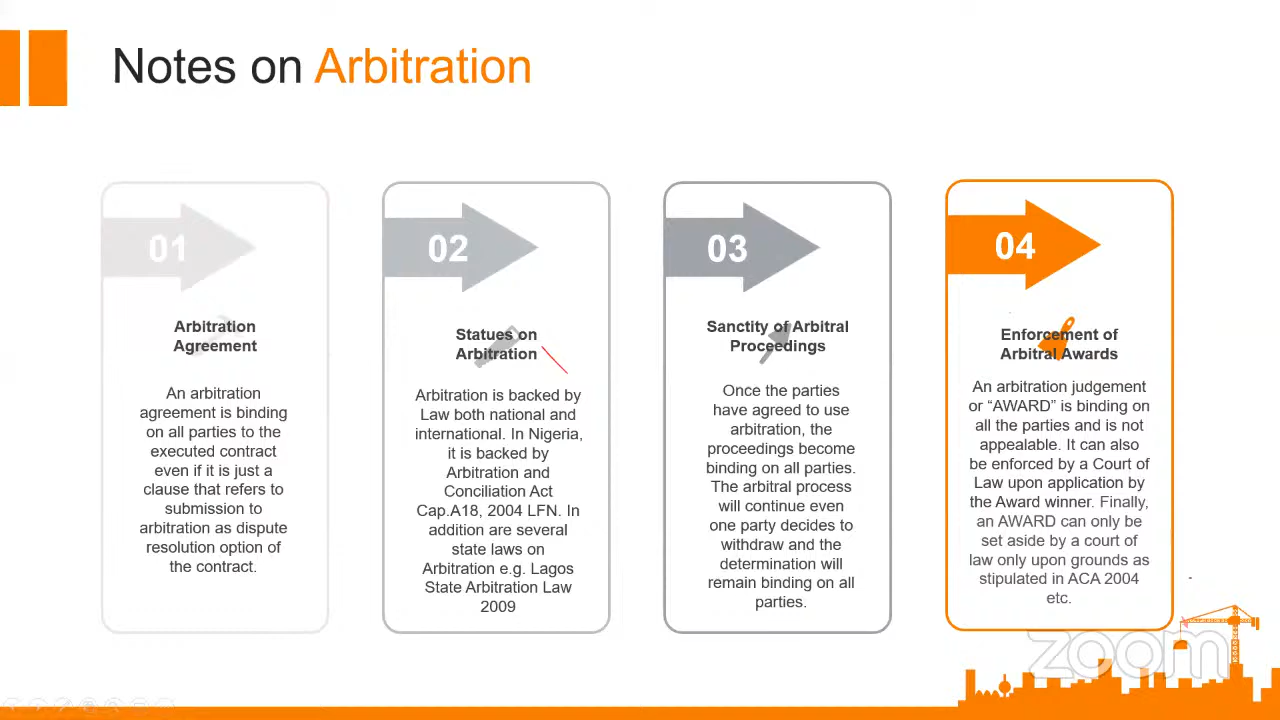 Notes on Arbitration
01
Arbitration
Agreement
An arbitration
agreement is binding
on all parties to the
executed contract
even if it is just a
clause that refers to
submission to
arbitration as dispute
resolution option of
the contract.
02
Statues on
Arbitration
Arbitration is backed by
Law both national and
international. In Nigeria,
it is backed by
Arbitration and
Conciliation Act
Cap.A18, 2004 LFN. In
addition are several
state laws on
Arbitration e.g. Lagos
State Arbitration Law
2009
03
Sanctity of Arbitral
Proceedings
Once the parties
have agreed to use
arbitration, the
proceedings become
binding on all parties.
The arbitral process
will continue even
one party decides to
withdraw and the
determination will
remain binding on all
parties.
04
Enforcement of
Arbitral Awards
An arbitration judgement
or “AWARD” is binding on
all the parties and is not
appealable. It can also
be enforced by a Court of
Law upon application by
the Award winner. Finally,
an AWARD can only be
set aside by a court of
law only upon grounds as
stipulated in ACA 2004
etc.
zoom